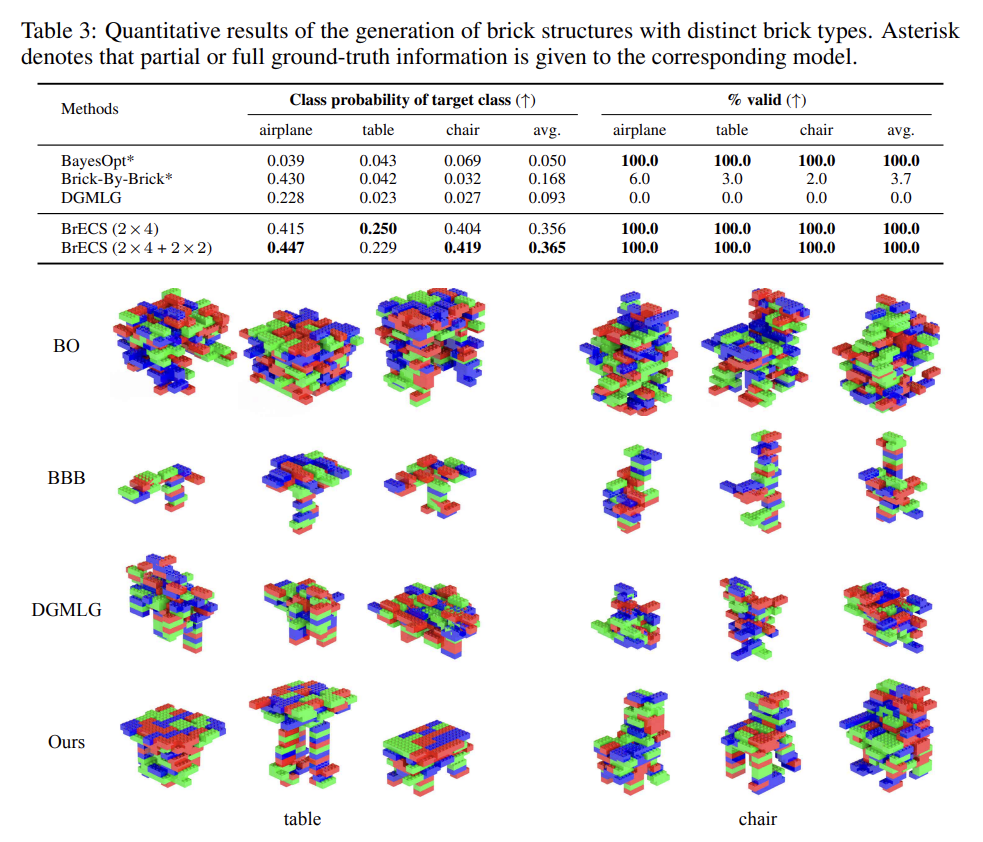 Table 3: Quantitative results of the generation of brick structures with distinct brick types. Asterisk
denotes that partial or full ground-truth information is given to the corresponding model.
Methods Class probability of target class (↑) % valid (↑)
airplane table chair avg. airplane table chair avg.
BayesOpt* 0.039 0.043 0.069 0.050 100.0 100.0 100.0 100.0
Brick-By-Brick* 0.430 0.042 0.032 0.168 6.0 3.0 2.0 3.7
DGMLG 0.228 0.023 0.027 0.093 0.0 0.0 0.0 0.0
BrECS (2 × 4) 0.415 0.250 0.404 0.356 100.0 100.0 100.0 100.0
BrECS (2 × 4 + 2 × 2) 0.447 0.229 0.419 0.365 100.0 100.0 100.0 100.0
BO
BBB
DGMLG
Ours
table chair